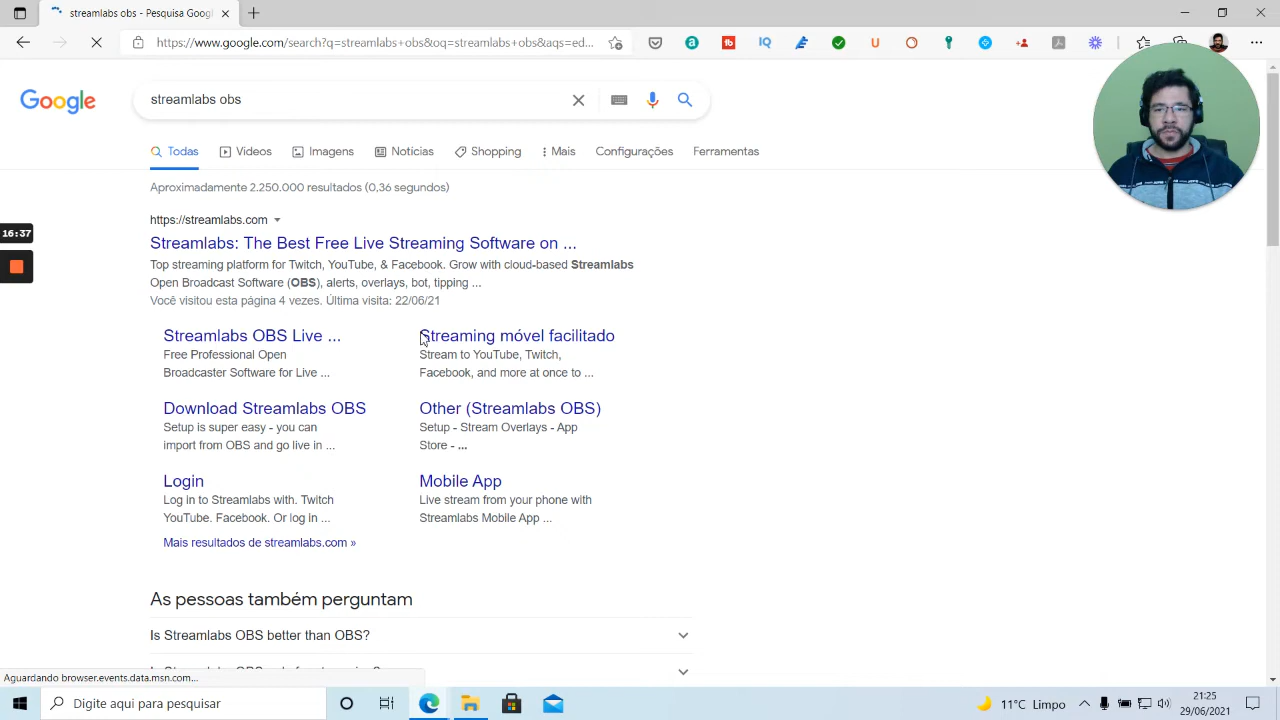 streamlabs obs - Pesquisa Googl
https://www.google.com/search?q=streamlabs+obs&oq=streamlabs+obs&aqs=ed...
Google
streamlabs obs
Todas
Vídeos
Imagens
Notícias
Shopping
Mais
Configurações
Ferramentas
Aproximadamente 2.250.000 resultados (0,36 segundos)
https://streamlabs.com
16:37
Streamlabs: The Best Free Live Streaming Software on ...
Top streaming platform for Twitch, YouTube, & Facebook. Grow with cloud-based Streamlabs
Open Broadcast Software (OBS), alerts, overlays, bot, tipping ...
Você visitou esta página 4 vezes. Última visita: 22/06/21
Streamlabs OBS Live ...
Free Professional Open
Broadcaster Software for Live ...
Streaming móvel facilitado
Stream to YouTube, Twitch,
Facebook, and more at once to ...
Download Streamlabs OBS
Setup is super easy - you can
import from OBS and go live in ...
Other (Streamlabs OBS)
Setup - Stream Overlays - App
Store - ...
Login
Log in to Streamlabs with. Twitch
YouTube. Facebook. Or log in ...
Mobile App
Live stream from your phone with
Streamlabs Mobile App ...
Mais resultados de streamlabs.com »
As pessoas também perguntam
Is Streamlabs OBS better than OBS?
Aguardando browser.events.data.msn.com...
Digite aqui para pesquisar
11°C Limpo
21:25
29/06/2021